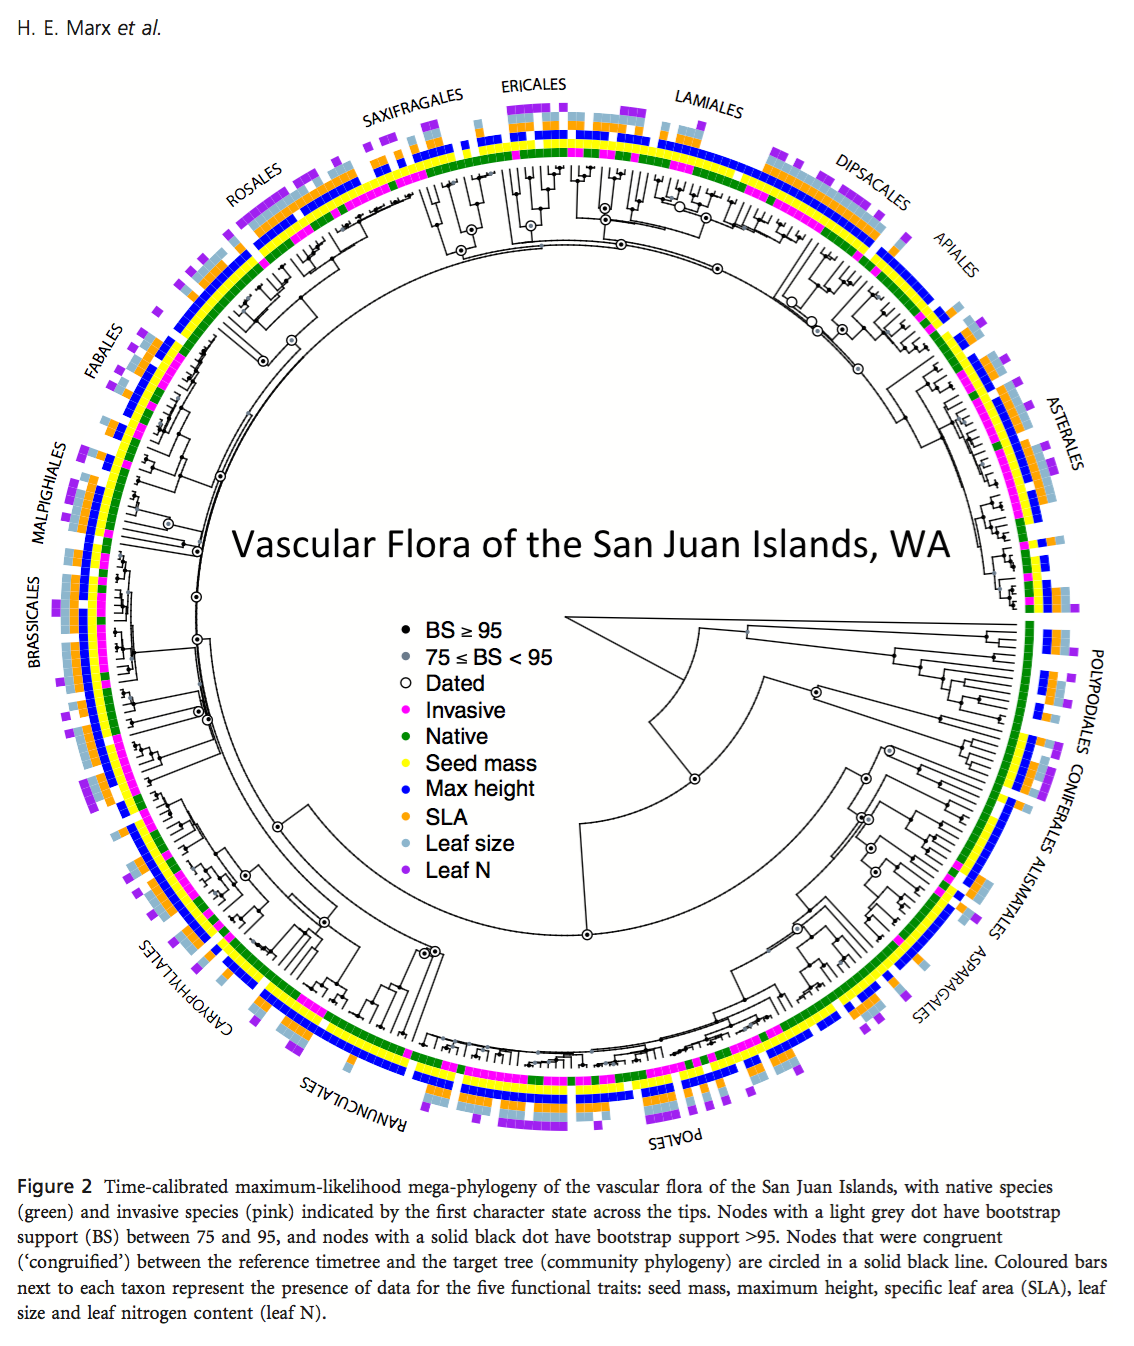 H. E. Marx et al.
ERICALES
SAXIFRAGALES
LAMIALES
ROSALES
DIPSACALES
APIALES
FABALES
ASTERALES
MALPIGHIALES
Vascular Flora of the San Juan Islands, WA
BRASSICALES
BS ≥ 95
75 ≤ BS < 95
Dated
Invasive
Native
Seed mass
Max height
SLA
Leaf size
Leaf N
POLYPODIALES
CONIFERALES
ALISMATALES
ASPARAGALES
CARYOPHYLLALES
RANUNCULALES
POALES
Figure 2 Time-calibrated maximum-likelihood mega-phylogeny of the vascular flora of the San Juan Islands, with native species
(green) and invasive species (pink) indicated by the first character state across the tips. Nodes with a light grey dot have bootstrap
support (BS) between 75 and 95, and nodes with a solid black dot have bootstrap support >95. Nodes that were congruent
(‘congruified’) between the reference timetree and the target tree (community phylogeny) are circled in a solid black line. Coloured bars
next to each taxon represent the presence of data for the five functional traits: seed mass, maximum height, specific leaf area (SLA), leaf
size and leaf nitrogen content (leaf N).